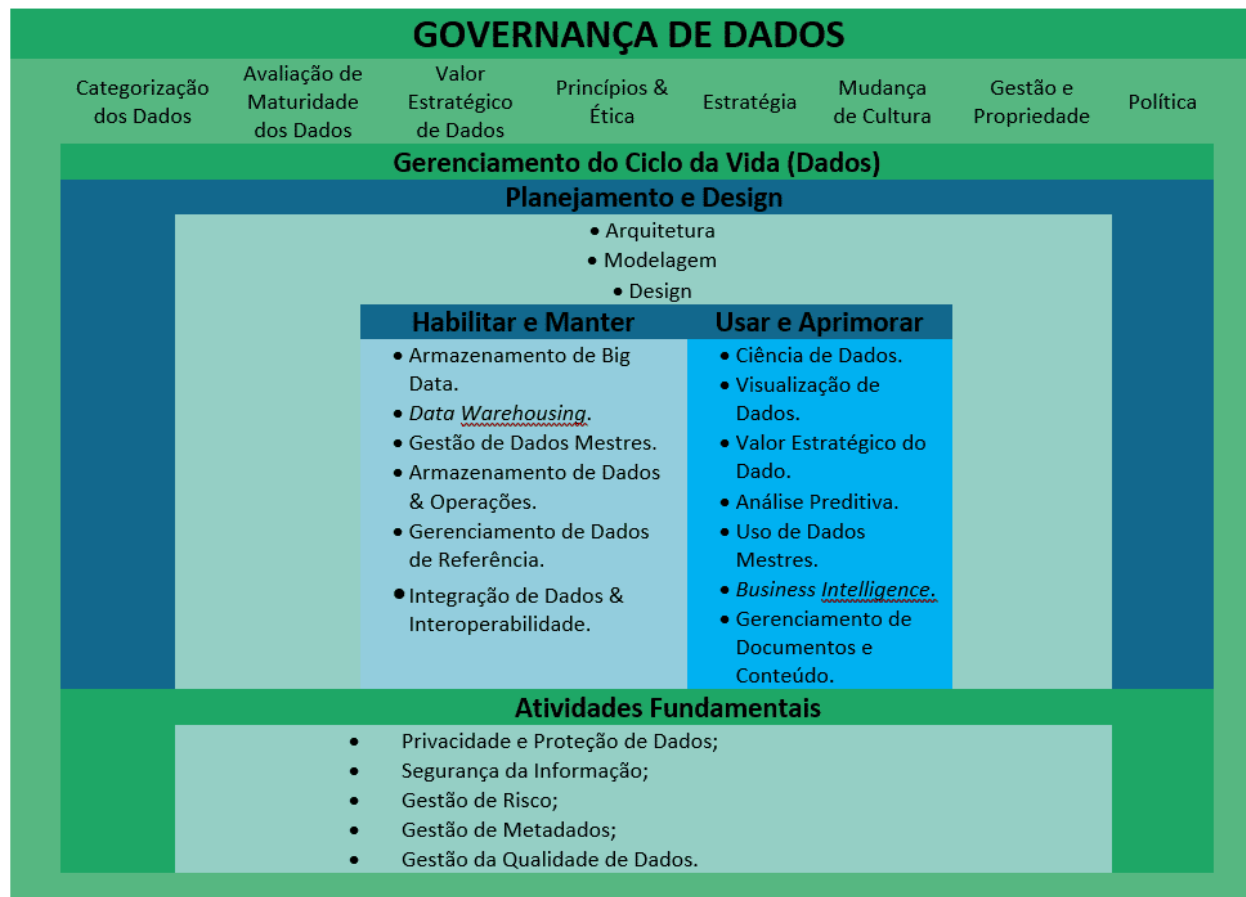 GOVERNANÇA DE DADOS
Categorização
dos Dados
Avaliação de
Maturidade
dos Dados
Valor
Estratégico
de Dados
Princípios &
Ética
Estratégia
Mudança
de Cultura
Gestão e
Propriedade
Política
Gerenciamento do Ciclo da Vida (Dados)
Planejamento e Design
• Arquitetura
• Modelagem
• Design
Habilitar e Manter
• Armazenamento de Big
Data.
• Data Warehousing.
• Gestão de Dados Mestres.
• Armazenamento de Dados
& Operações.
• Gerenciamento de Dados
de Referência.
• Integração de Dados &
Interoperabilidade.
Usar e Aprimorar
• Ciência de Dados.
• Visualização de
Dados.
• Valor Estratégico do
Dado.
• Análise Preditiva.
• Uso de Dados
Mestres.
• Business Intelligence.
• Gerenciamento de
Documentos e
Conteúdo.
Atividades Fundamentais
• Privacidade e Proteção de Dados;
• Segurança da Informação;
• Gestão de Risco;
• Gestão de Metadados;
• Gestão da Qualidade de Dados.